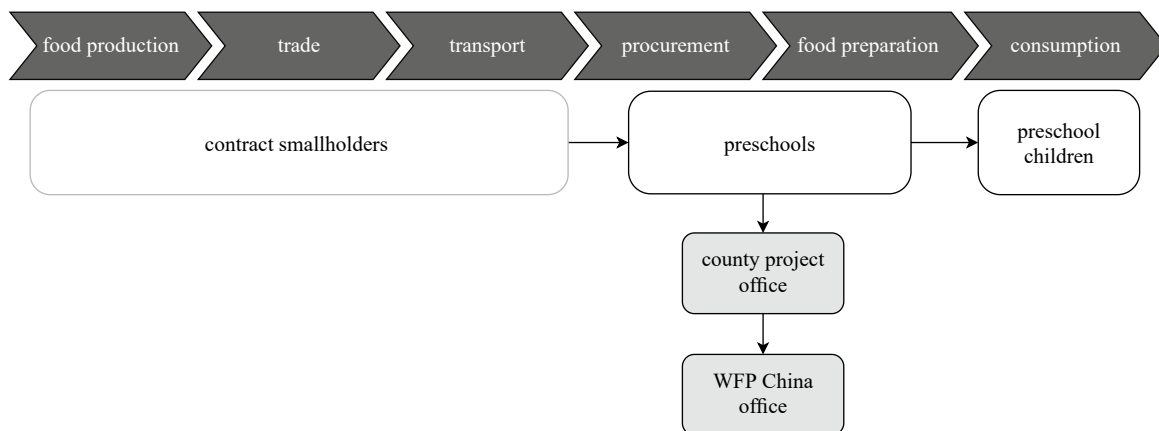 food production
trade
transport
procurement
food preparation
consumption
contract smallholders
preschools
preschool
children
county project
office
WFP China
office